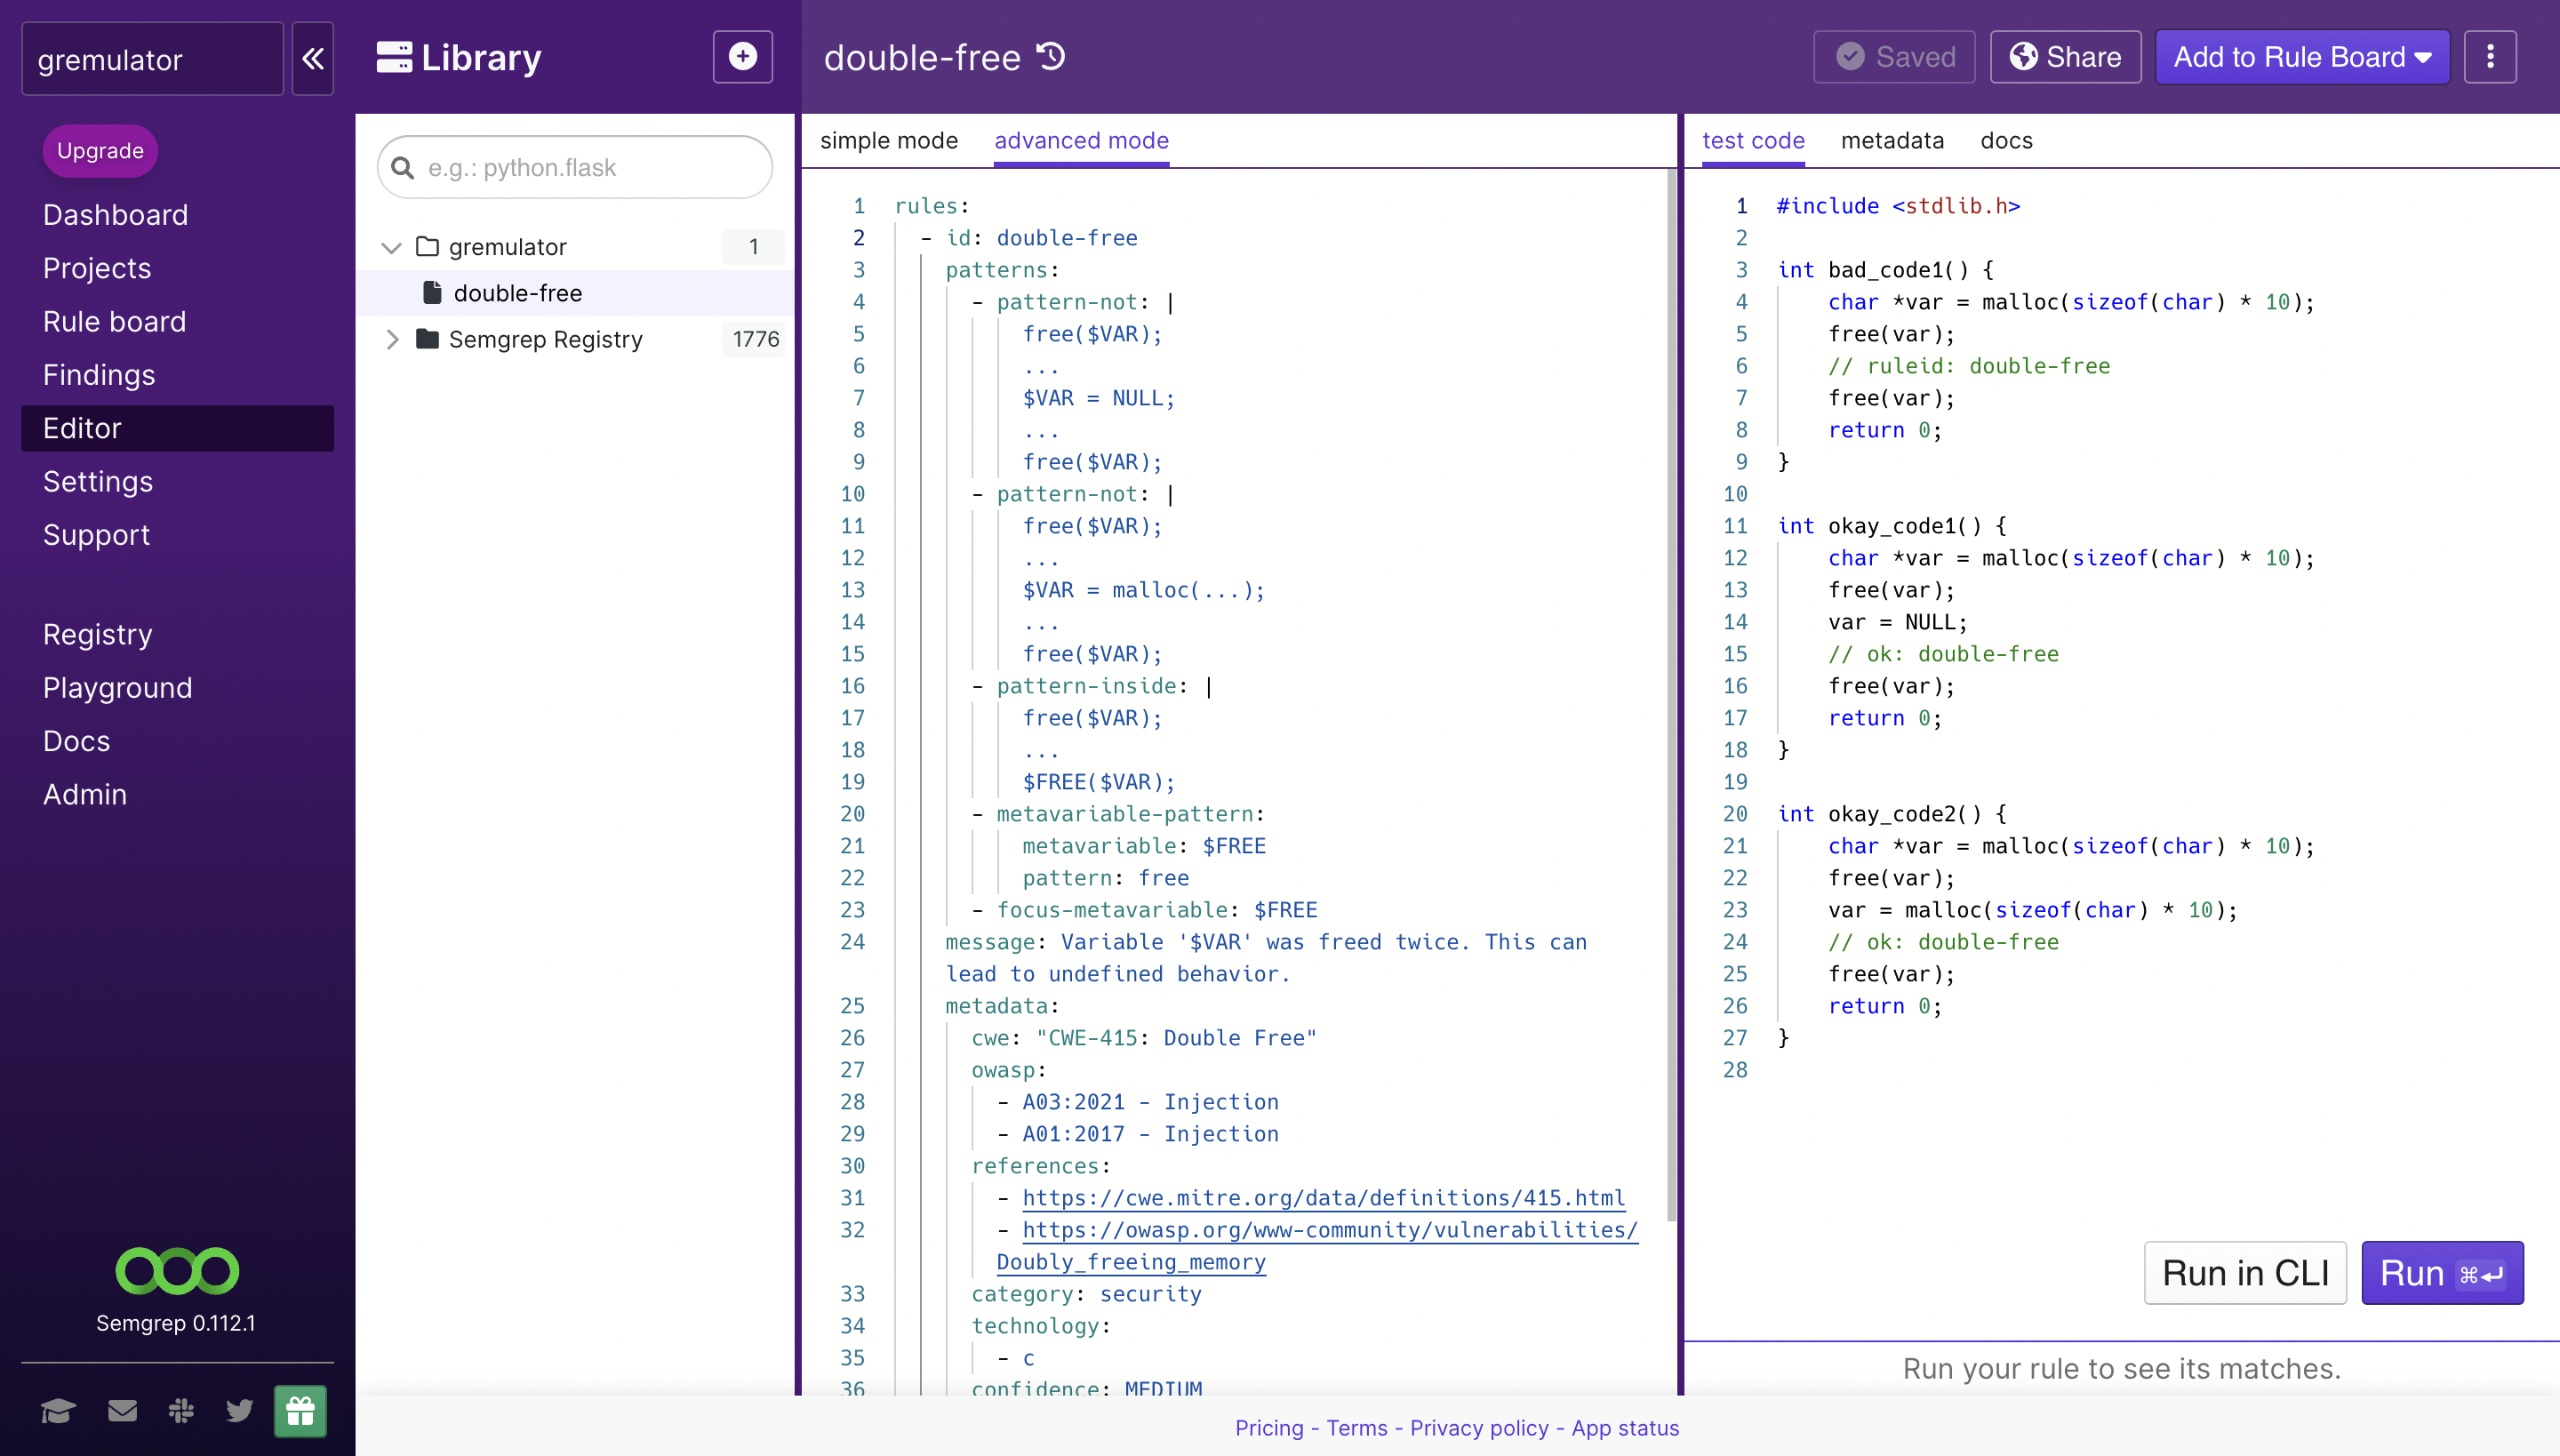 gremulator
Upgrade
Dashboard
Projects
Rule board
Findings
Editor
Settings
Support
Registry
Playground
Docs
Admin
Semgrep 0.112.1
Library
e.g.: python.flask
gremulator 1
double-free
Semgrep Registry 1776
double-free
Saved
Share
Add to Rule Board
simple mode advanced mode
1 rules:
2 - id: double-free
3 patterns:
4 - pattern-not: |
5 free($VAR);
6 ...
7 $VAR = NULL;
8 ...
9 free($VAR);
10 - pattern-not: |
11 free($VAR);
12 ...
13 $VAR = malloc(...);
14 ...
15 free($VAR);
16 - pattern-inside: |
17 free($VAR);
18 ...
19 $FREE($VAR);
20 - metavariable-pattern:
21 metavariable: $FREE
22 pattern: free
23 - focus-metavariable: $FREE
24 message: Variable '$VAR' was freed twice. This can
lead to undefined behavior.
25 metadata:
26 cwe: "CWE-415: Double Free"
27 owasp:
28 - A03:2021 - Injection
29 - A01:2017 - Injection
30 references:
31 - https://cwe.mitre.org/data/definitions/415.html
32 - https://owasp.org/www-community/vulnerabilities/
Doubly_freeing_memory
33 category: security
34 technology:
35 - c
36 confidence: MEDIUM
test code metadata docs
1 #include <stdlib.h>
2
3 int bad_code1() {
4 char *var = malloc(sizeof(char) * 10);
5 free(var);
6 // ruleid: double-free
7 free(var);
8 return 0;
9 }
10
11 int okay_code1() {
12 char *var = malloc(sizeof(char) * 10);
13 free(var);
14 var = NULL;
15 // ok: double-free
16 free(var);
17 return 0;
18 }
19
20 int okay_code2() {
21 char *var = malloc(sizeof(char) * 10);
22 free(var);
23 var = malloc(sizeof(char) * 10);
24 // ok: double-free
25 free(var);
26 return 0;
27 }
28
Run in CLI
Run ⌘↵
Run your rule to see its matches.
Pricing - Terms - Privacy policy - App status